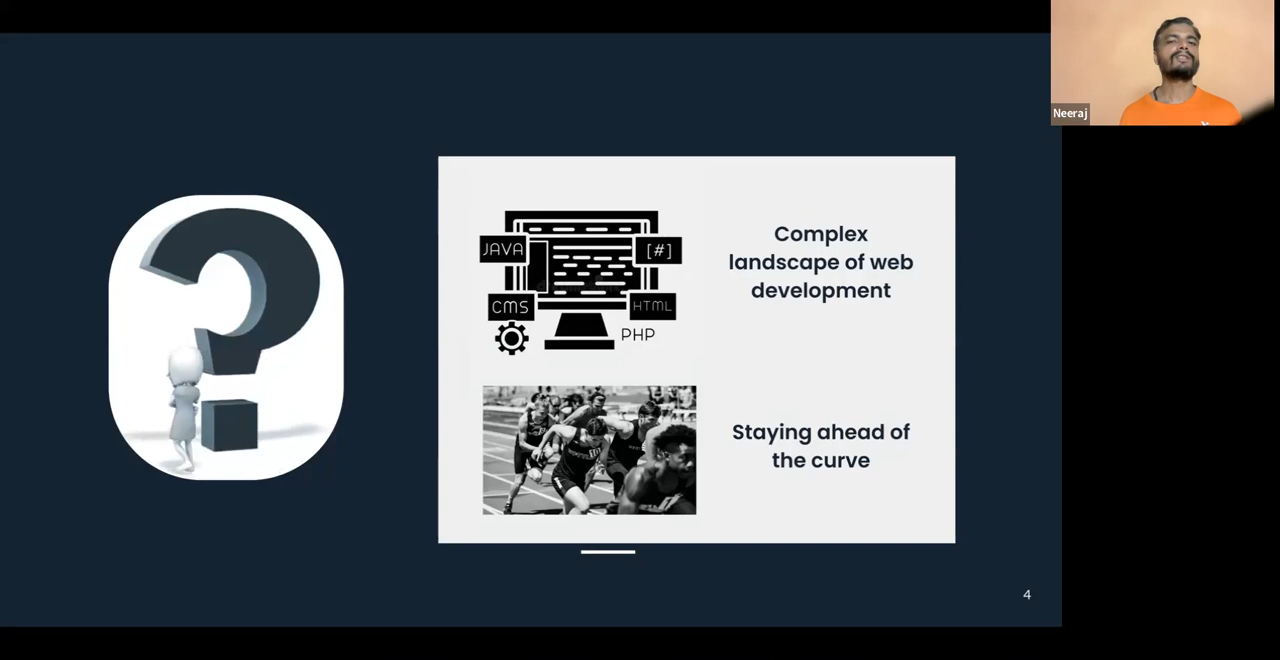 Neeraj
JAVA
[#]
CMS
HTML
PHP
Complex
landscape of web
development
Staying ahead of
the curve
4